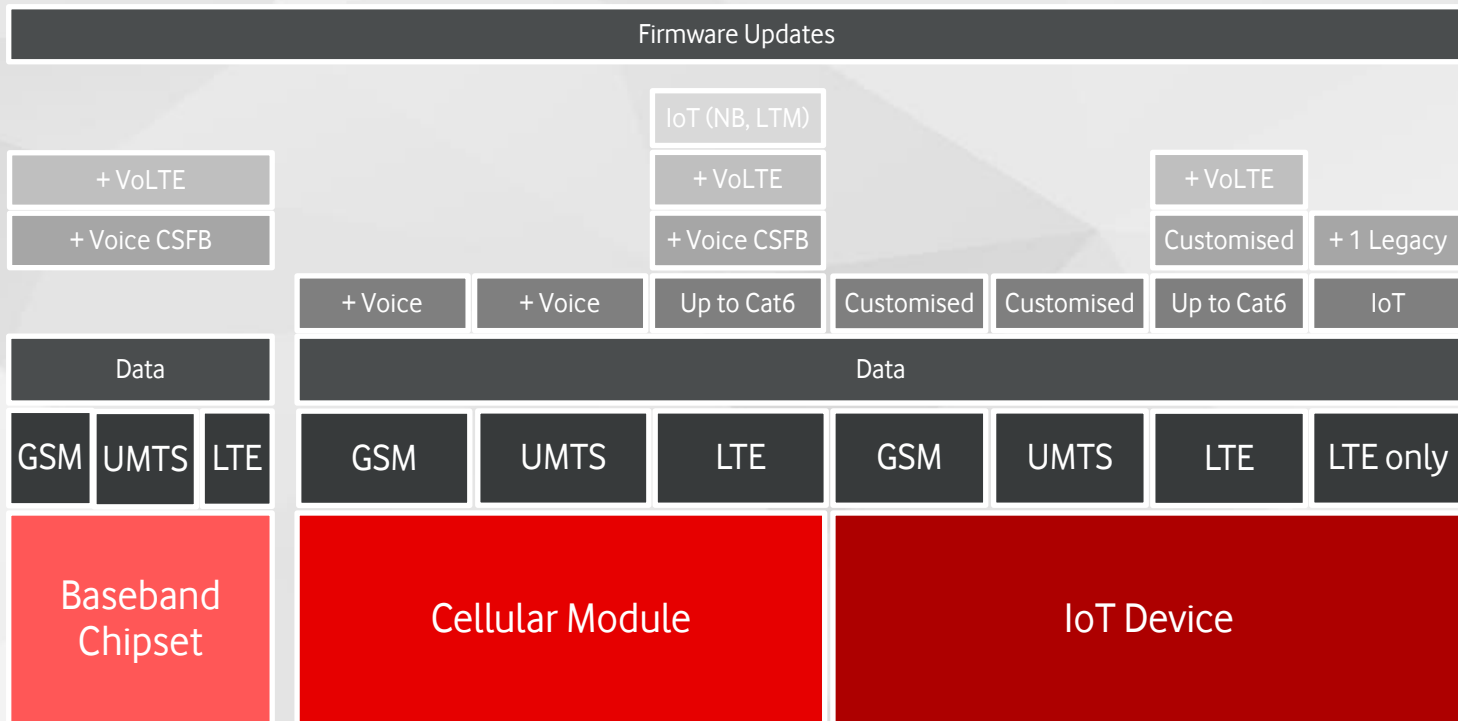 Firmware Updates
IoT (NB, LTM)
+ VoLTE
+ VoLTE
+ VoLTE
+ Voice CSFB
+ Voice CSFB
Customised
+ 1 Legacy
+ Voice
+ Voice
Up to Cat6
Customised
Customised
Up to Cat6
IoT
Data
Data
GSM
UMTS
LTE
GSM
UMTS
LTE
GSM
UMTS
LTE
LTE only
Baseband
Chipset
Cellular Module
IoT Device